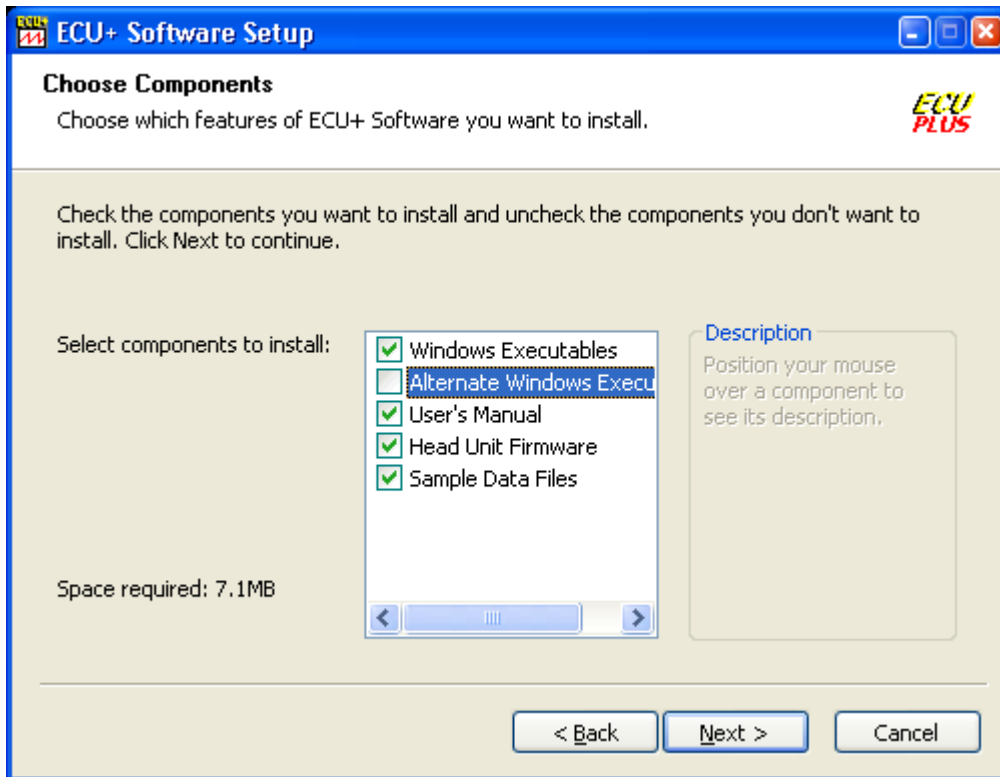 ECU+ Software Setup
Choose Components
Choose which features of ECU+ Software you want to install.
ECU
PLUS
Check the components you want to install and uncheck the components you don't want to
install. Click Next to continue.
Select components to install:
Windows Executables
Alternate Windows Execu
User's Manual
Head Unit Firmware
Sample Data Files
Description
Position your mouse
over a component to
see its description.
Space required: 7.1MB
< Back
Next >
Cancel